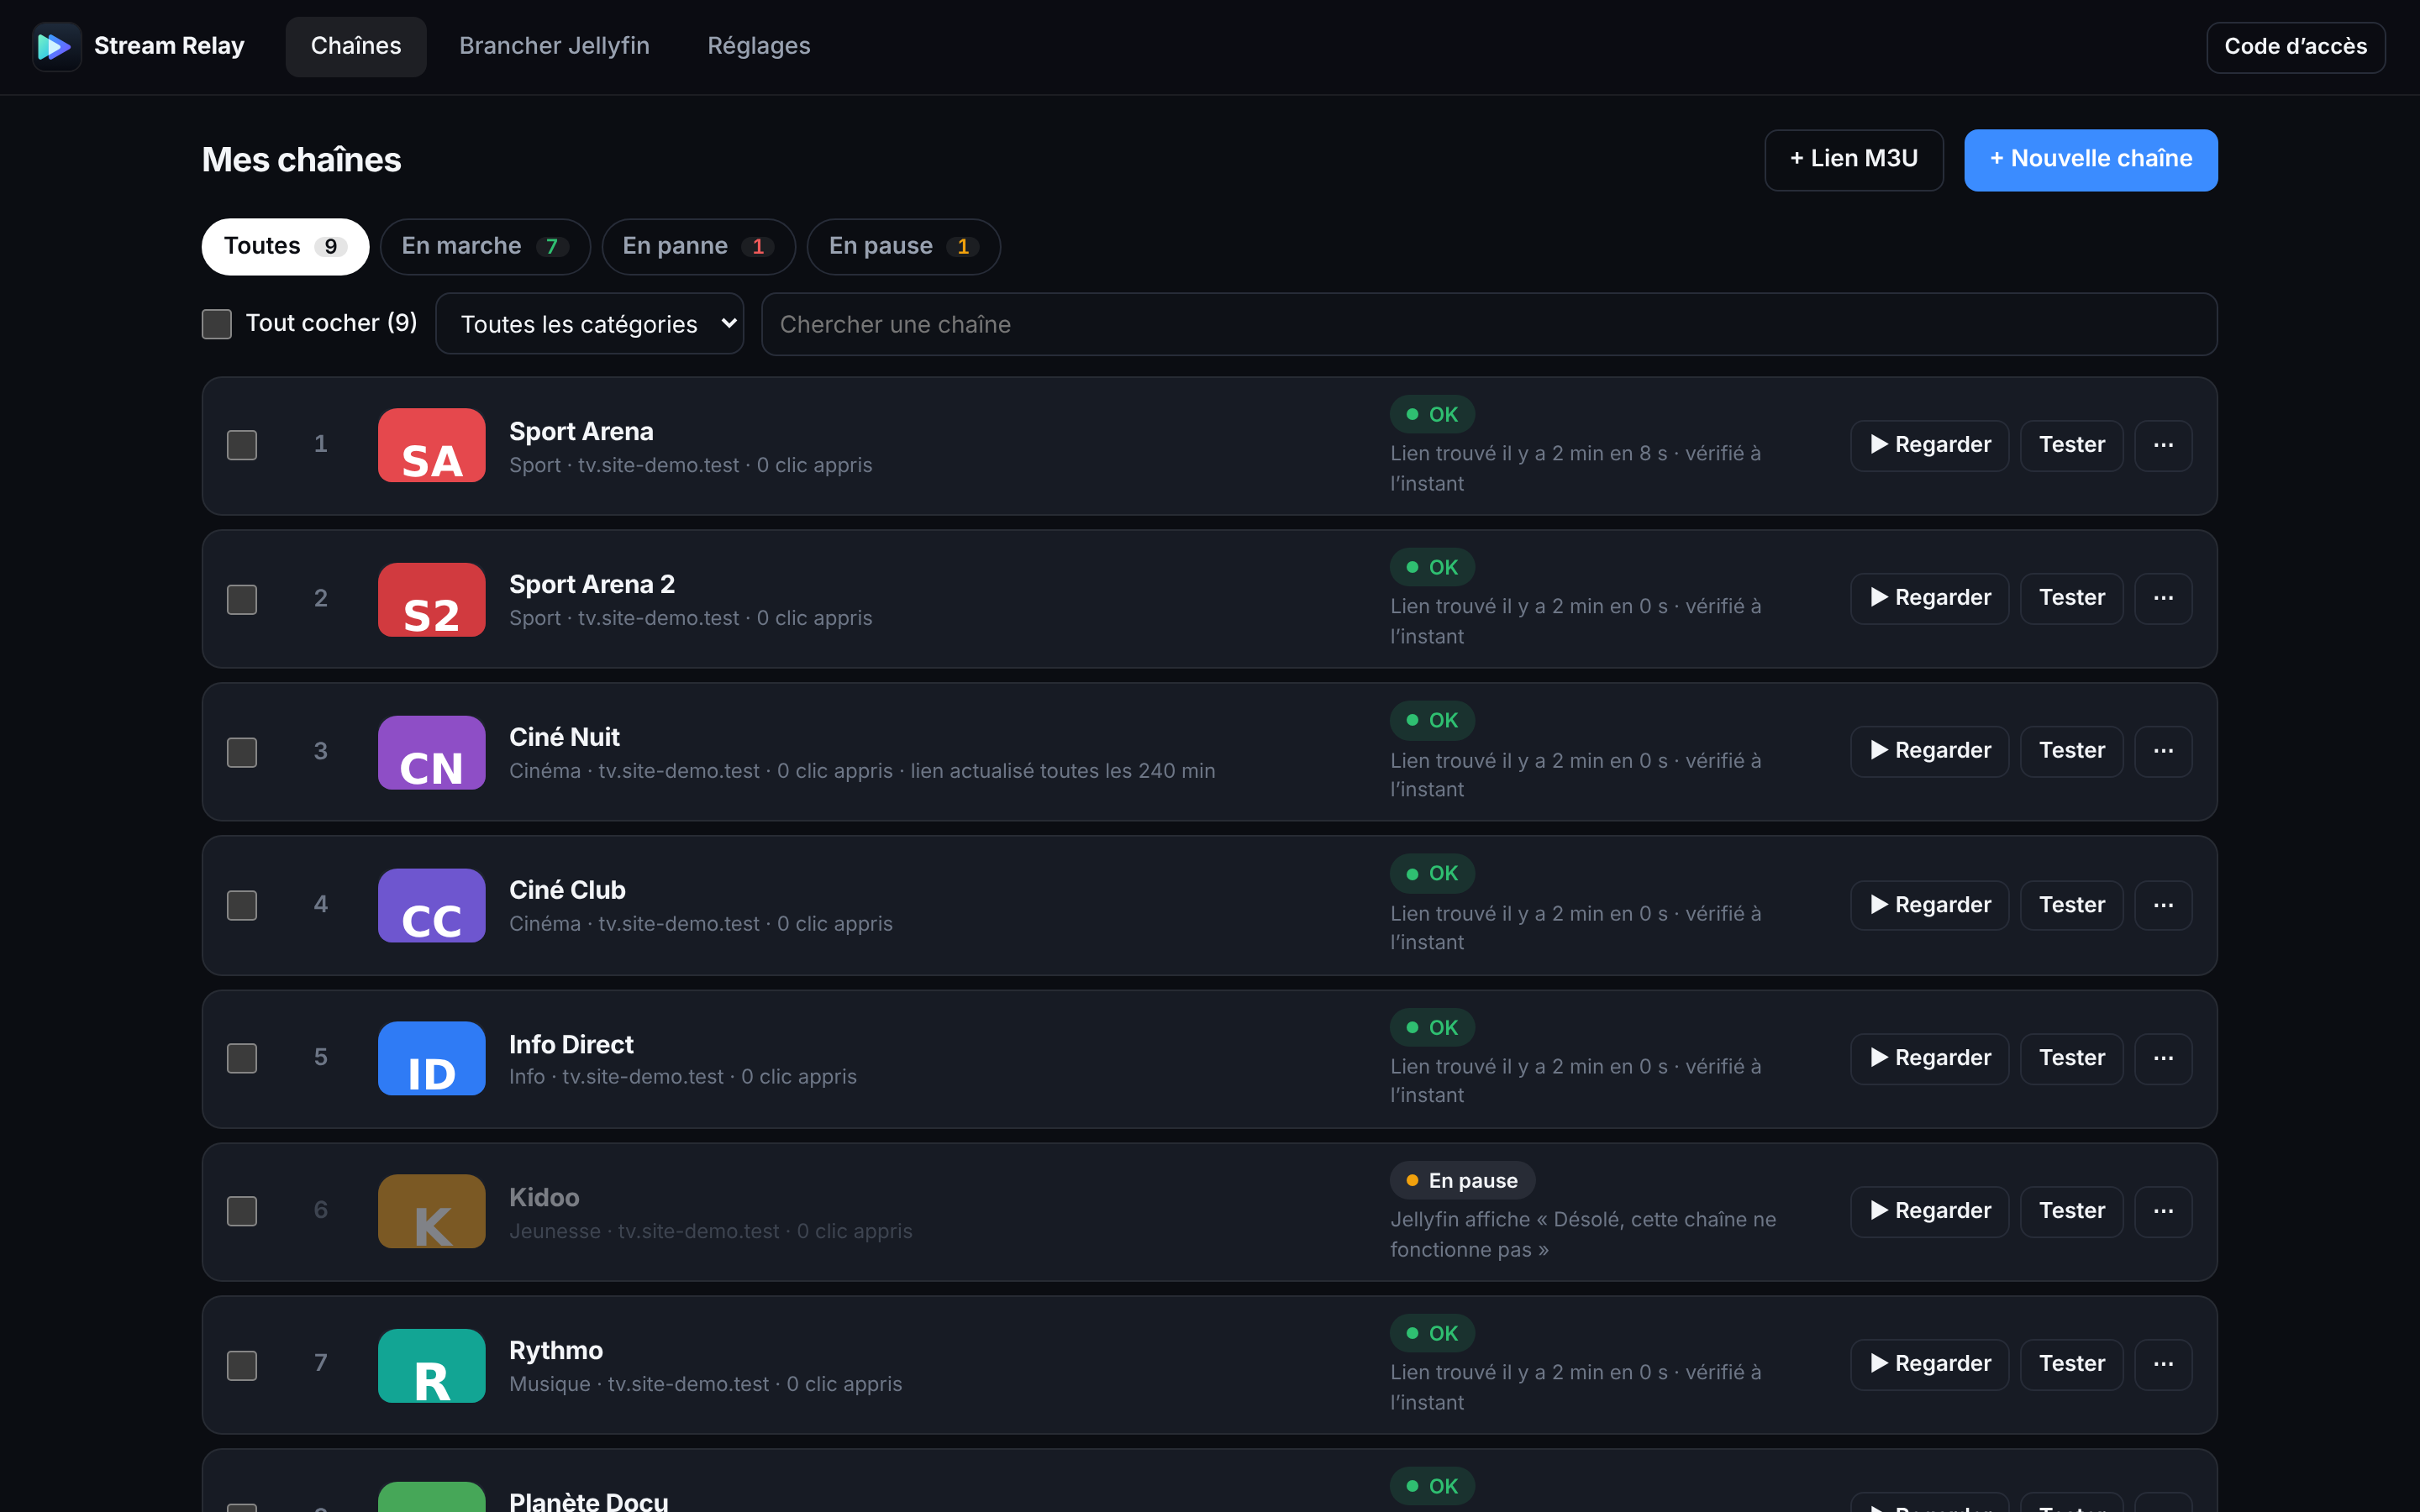 Stream Relay
Chaînes
Brancher Jellyfin
Réglages
Code d’accès
Mes chaînes
+ Lien M3U
+ Nouvelle chaîne
Toutes 9
En marche 7
En panne 1
En pause 1
Tout cocher (9)
Toutes les catégories
Chercher une chaîne
1
SA
Sport Arena
Sport · tv.site-demo.test · 0 clic appris
OK
Lien trouvé il y a 2 min en 8 s · vérifié à
l’instant
▶ Regarder
Tester
···
2
S2
Sport Arena 2
Sport · tv.site-demo.test · 0 clic appris
OK
Lien trouvé il y a 2 min en 0 s · vérifié à
l’instant
▶ Regarder
Tester
···
3
CN
Ciné Nuit
Cinéma · tv.site-demo.test · 0 clic appris · lien actualisé toutes les 240 min
OK
Lien trouvé il y a 2 min en 0 s · vérifié à
l’instant
▶ Regarder
Tester
···
4
CC
Ciné Club
Cinéma · tv.site-demo.test · 0 clic appris
OK
Lien trouvé il y a 2 min en 0 s · vérifié à
l’instant
▶ Regarder
Tester
···
5
ID
Info Direct
Info · tv.site-demo.test · 0 clic appris
OK
Lien trouvé il y a 2 min en 0 s · vérifié à
l’instant
▶ Regarder
Tester
···
6
K
Kidoo
Jeunesse · tv.site-demo.test · 0 clic appris
En pause
Jellyfin affiche « Désolé, cette chaîne ne
fonctionne pas »
▶ Regarder
Tester
···
7
R
Rythmo
Musique · tv.site-demo.test · 0 clic appris
OK
Lien trouvé il y a 2 min en 0 s · vérifié à
l’instant
▶ Regarder
Tester
···
Planète Docu
OK